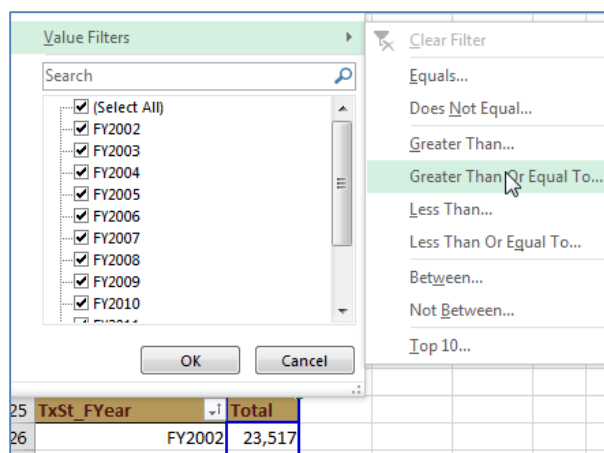 Value Filters
Search
(Select All)
FY2002
FY2003
FY2004
FY2005
FY2006
FY2007
FY2008
FY2009
FY2010
FY2011
OK Cancel
Clear Filter
Equals...
Does Not Equal...
Greater Than...
Greater Than Or Equal To...
Less Than...
Less Than Or Equal To...
Between...
Not Between...
Top 10...
25 TxSt_FYear Total
26 FY2002 23,517